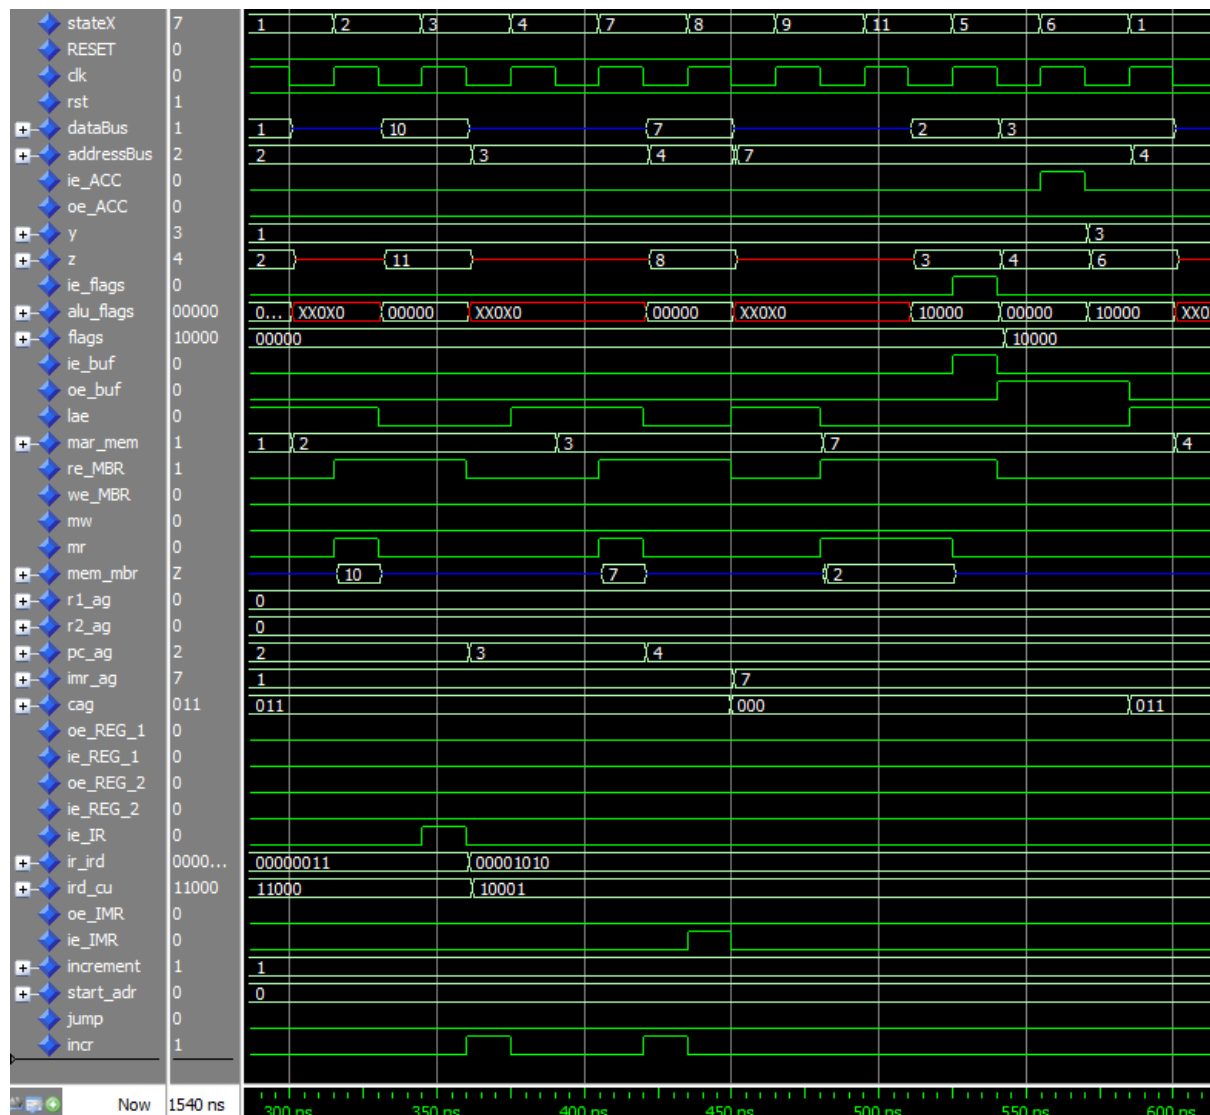 stateX 7 1 2 3 4 7 8 9 11 5 6 1
RESET 0
clk 0
rst 1
dataBus 1 1 10 7 2 3
addressBus 2 2 3 4 7 4
ie_ACC 0
oe_ACC 0
y 3 1 3
z 4 2 11 8 3 4 6
ie_flags 0
alu_flags 00000 0... XX0X0 00000 XX0X0 00000 XX0X0 10000 00000 10000 XX0
flags 10000 00000 10000
ie_buf 0
oe_buf 0
lae 0
mar_mem 1 1 2 3 7 4
re_MBR 1
we_MBR 0
mw 0
mr 0
mem_mbr Z 10 7 2
r1_ag 0 0
r2_ag 0 0
pc_ag 2 2 3 4
imr_ag 7 1 7
cag 011 011 000 011
oe_REG_1 0
ie_REG_1 0
oe_REG_2 0
ie_REG_2 0
ie_IR 0
ir_ird 0000... 00000011 00001010
ird_cu 11000 11000 10001
oe_IMR 0
ie_IMR 0
increment 1 1
start_adr 0 0
jump 0
incr 1
Now 1540 ns 300 ns 350 ns 400 ns 450 ns 500 ns 550 ns 600 ns